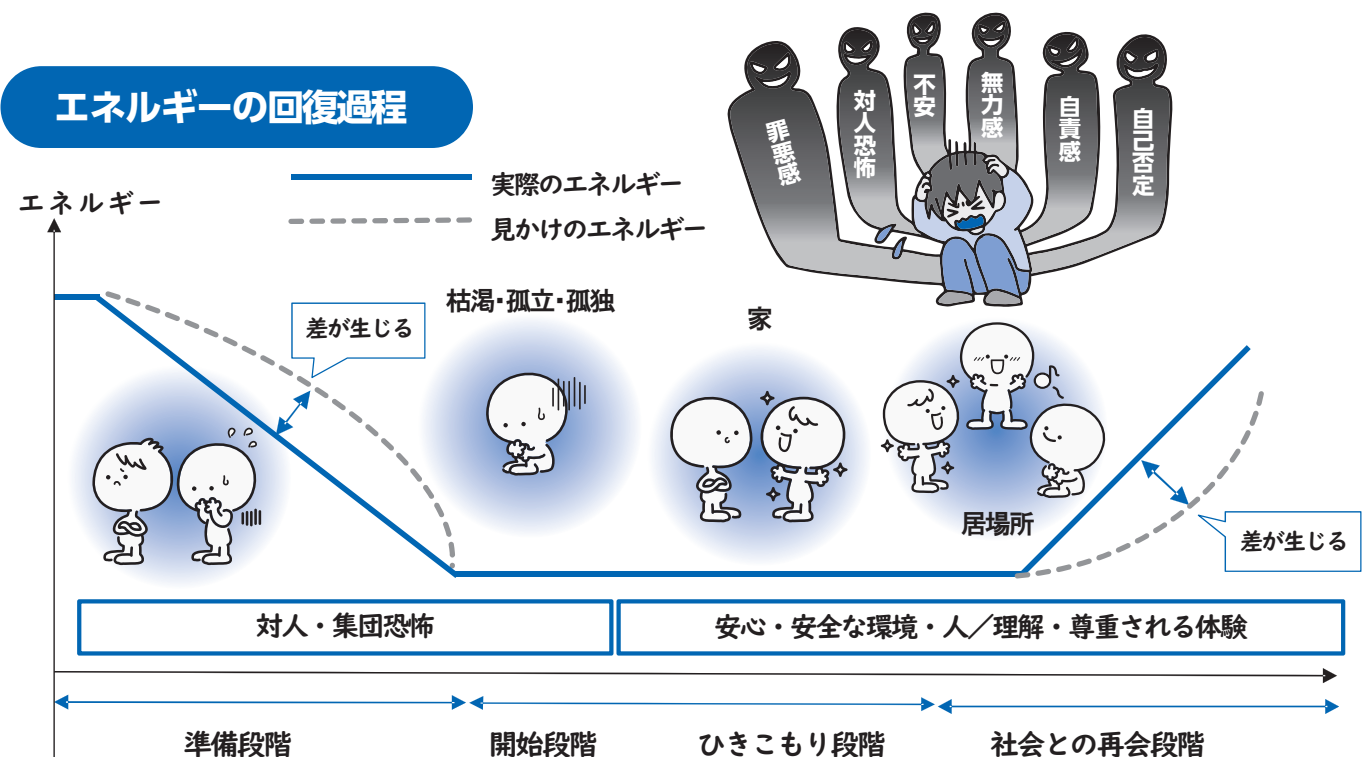 エネルギーの回復過程
実際のエネルギー
見かけのエネルギー
エネルギー
罪悪感
対人恐怖
不安
無力感
自責感
自己否定
差が生じる
枯渇・孤立・孤独
家
居場所
差が生じる
対人・集団恐怖
安心・安全な環境・人／理解・尊重される体験
準備段階
開始段階
ひきこもり段階
社会との再会段階